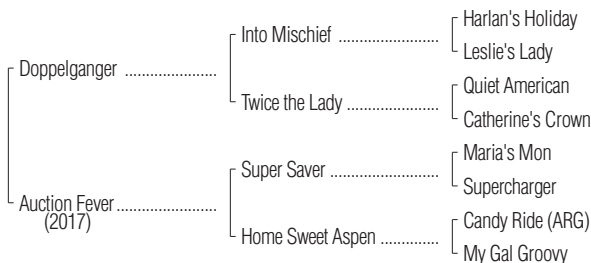 Harlan's Holiday
Into Mischief ........................
Leslie's Lady
Doppelganger ......................
Quiet American
Twice the Lady ......................
Catherine's Crown
Maria's Mon
Super Saver ..........................
Supercharger
Auction Fever........................
(2017)
Candy Ride (ARG)
Home Sweet Aspen ..............
My Gal Groovy